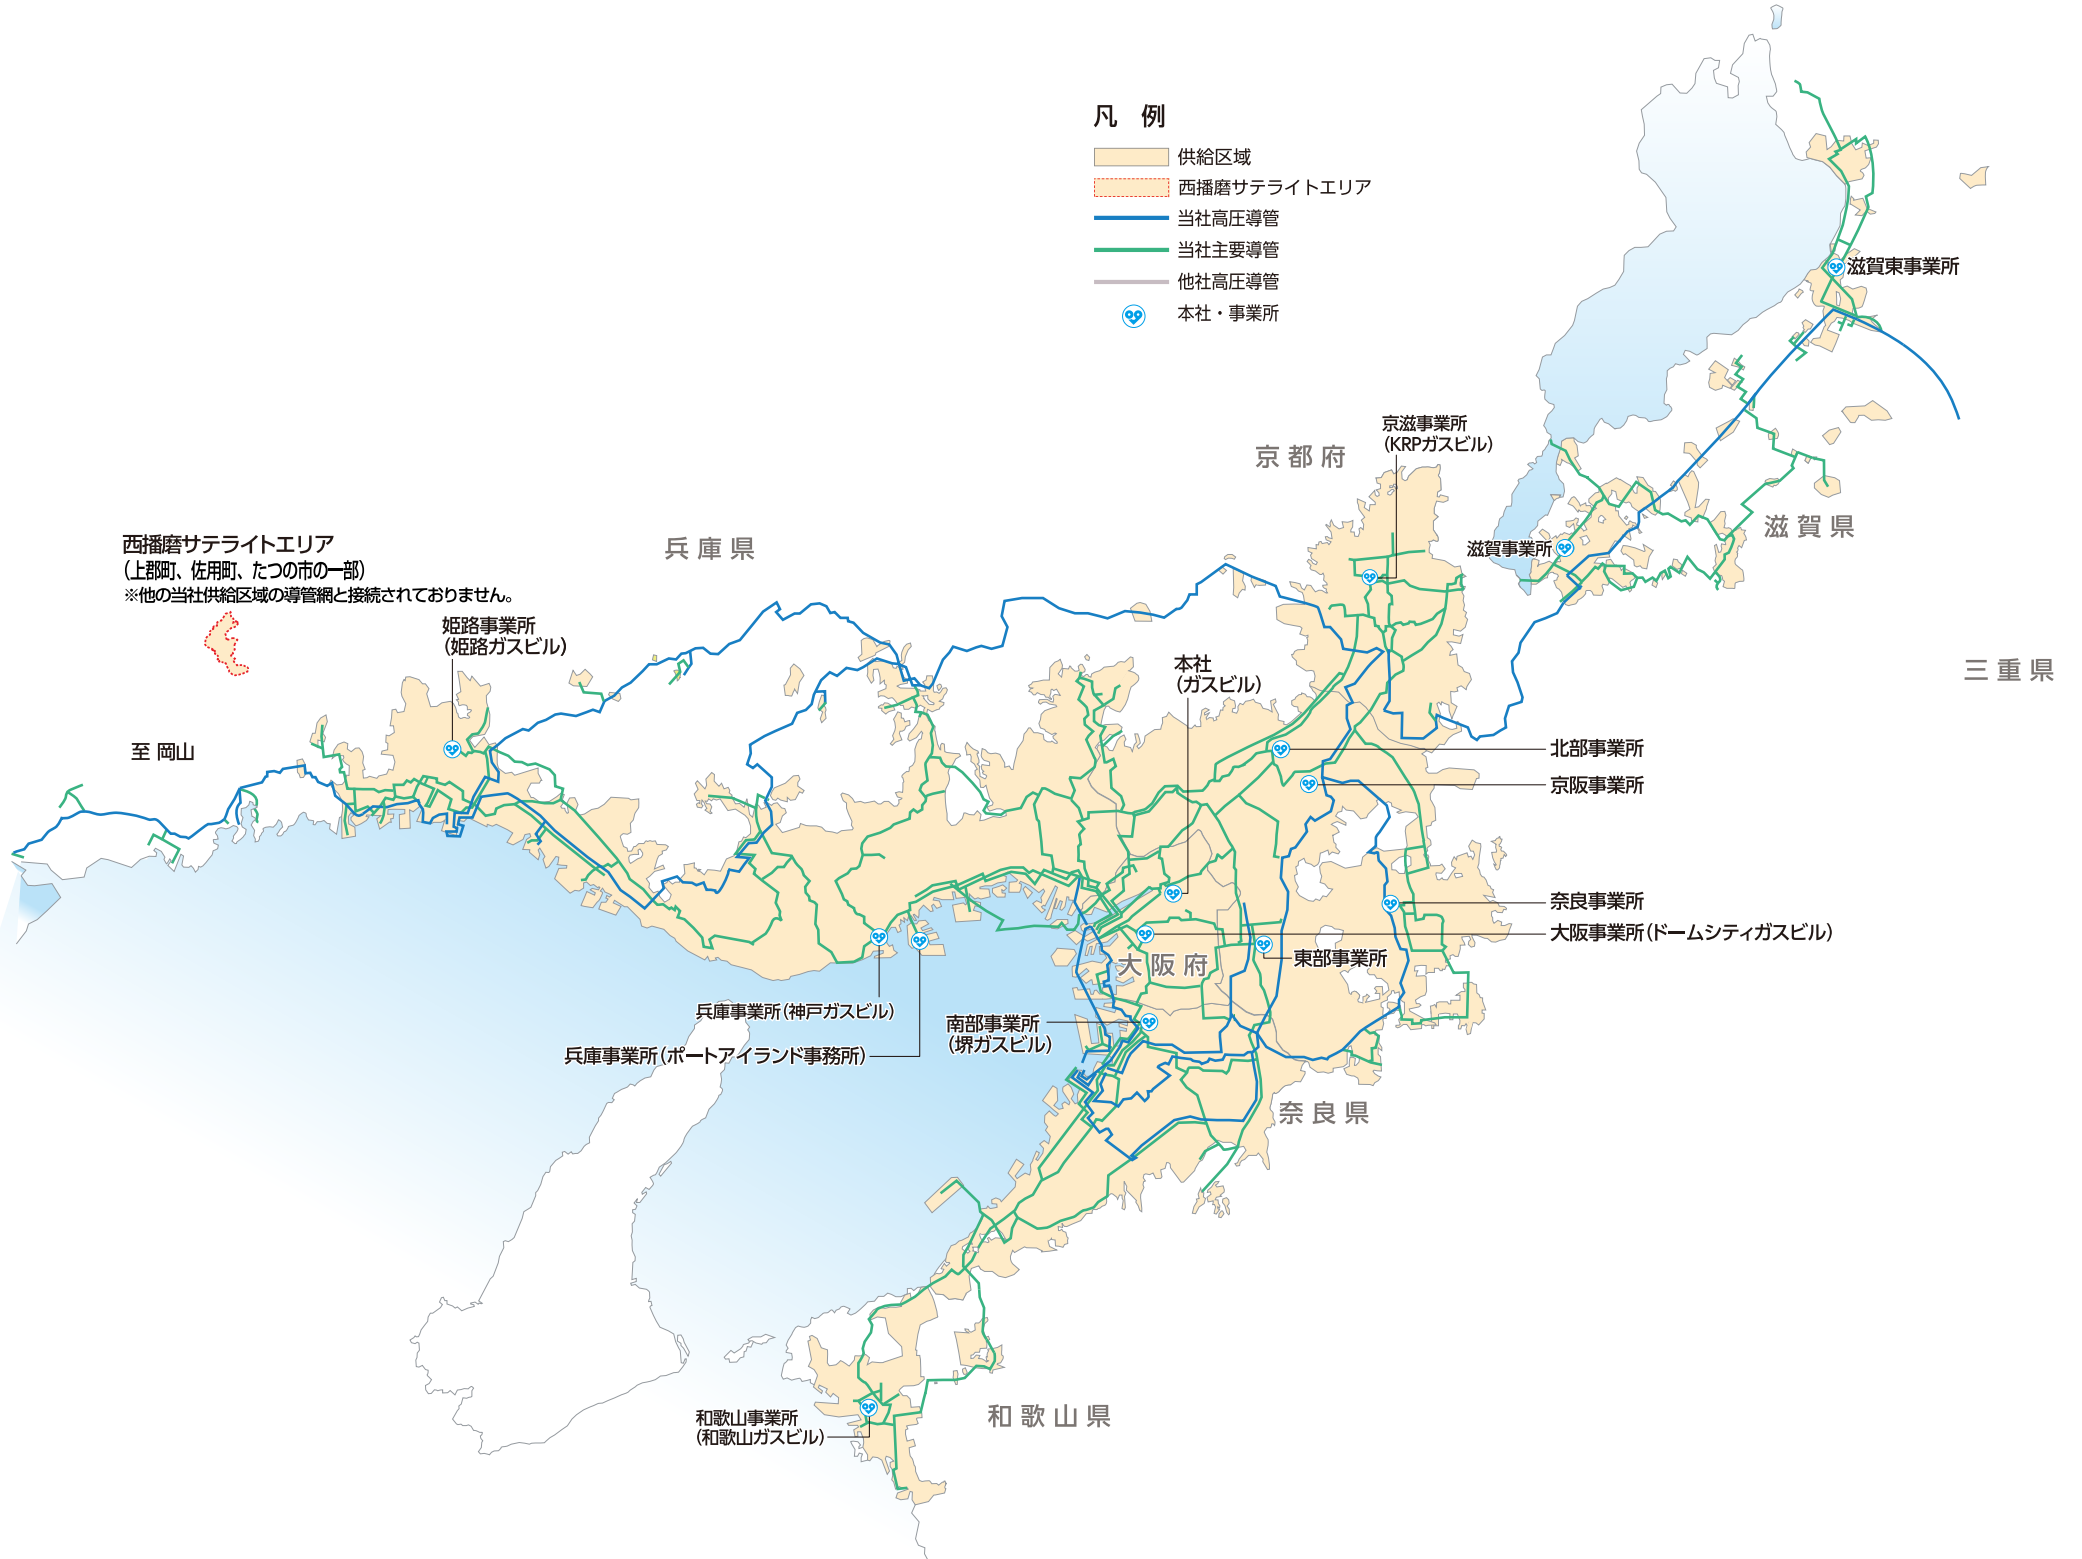 凡 例
供給区域
西播磨サテライトエリア
当社高圧導管
当社主要導管
他社高圧導管
本社・事業所
滋賀東事業所
京滋事業所
(KRPガスビル)
京都府
滋賀県
滋賀事業所
兵庫県
西播磨サテライトエリア
(上郡町、佐用町、たつの市の一部)
※他の当社供給区域の導管網と接続されておりません。
姫路事業所
(姫路ガスビル)
本社
(ガスビル)
三重県
至 岡山
北部事業所
京阪事業所
奈良事業所
大阪事業所(ドームシティガスビル)
東部事業所
大阪府
兵庫事業所(神戸ガスビル)
南部事業所
(堺ガスビル)
兵庫事業所(ポートアイランド事務所)
奈良県
和歌山県
和歌山事業所
(和歌山ガスビル)